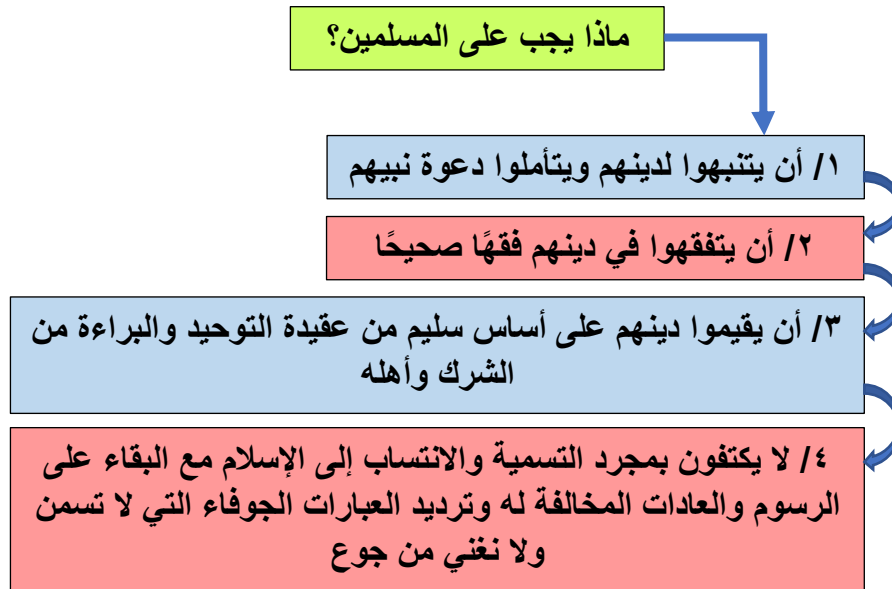 ماذا يجب على المسلمين؟
١/ أن يتنبهوا لدينهم ويتأملوا دعوة نبيهم
٢/ أن يتفقهوا في دينهم فقهًا صحيحًا
٣/ أن يقيموا دينهم على أساس سليم من عقيدة التوحيد والبراءة من
الشرك وأهله
٤/ لا يكتفون بمجرد التسمية والانتساب إلى الإسلام مع البقاء على
الرسوم والعادات المخالفة له وترديد العبارات الجوفاء التي لا تسمن
ولا نغني من جوع